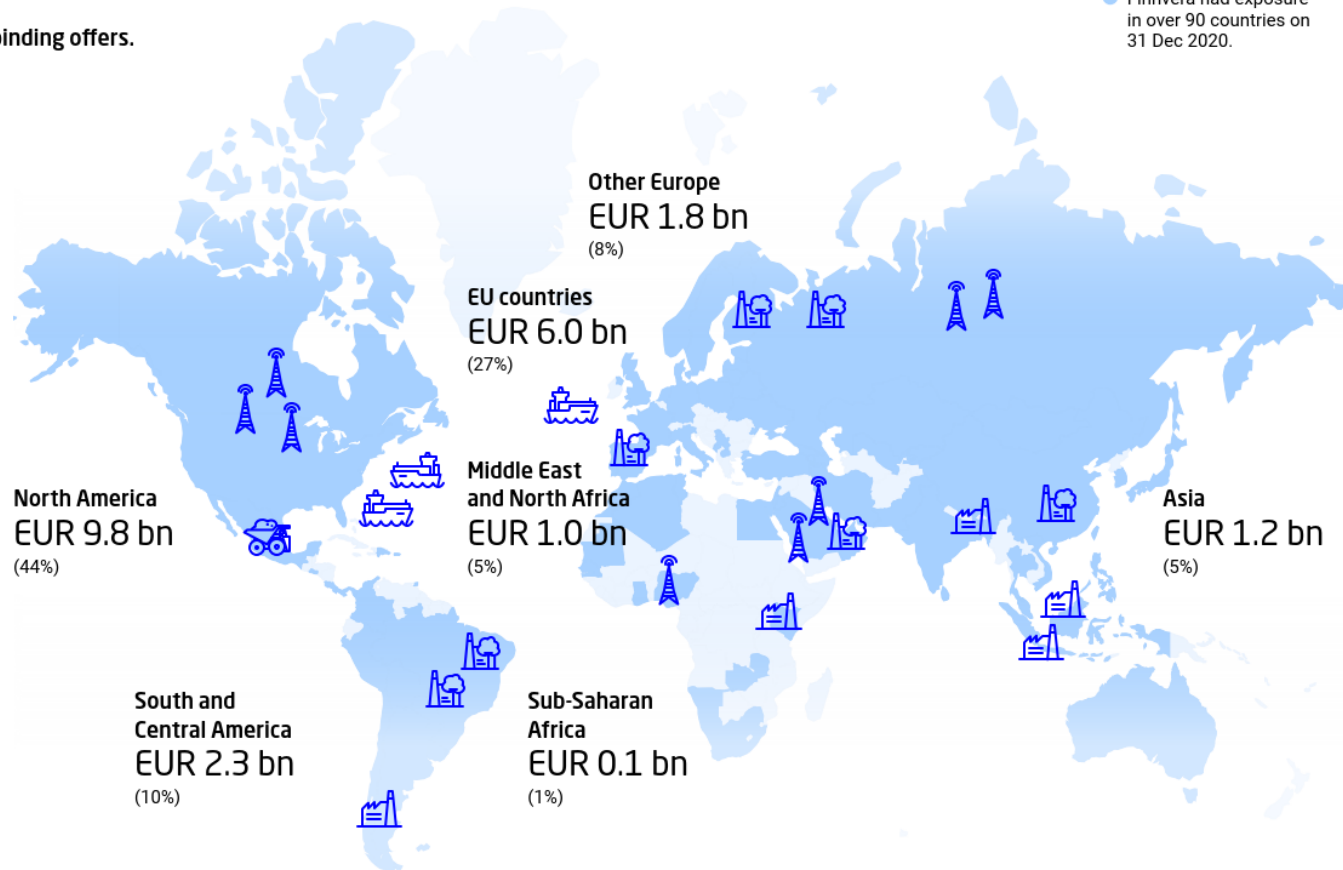 binding offers.
Finnvera had exposure
in over 90 countries on
31 Dec 2020.
Other Europe
EUR 1.8 bn
(8%)
EU countries
EUR 6.0 bn
(27%)
Middle East
and North Africa
EUR 1.0 bn
(5%)
North America
EUR 9.8 bn
(44%)
Asia
EUR 1.2 bn
(5%)
South and
Central America
EUR 2.3 bn
(10%)
Sub-Saharan
Africa
EUR 0.1 bn
(1%)